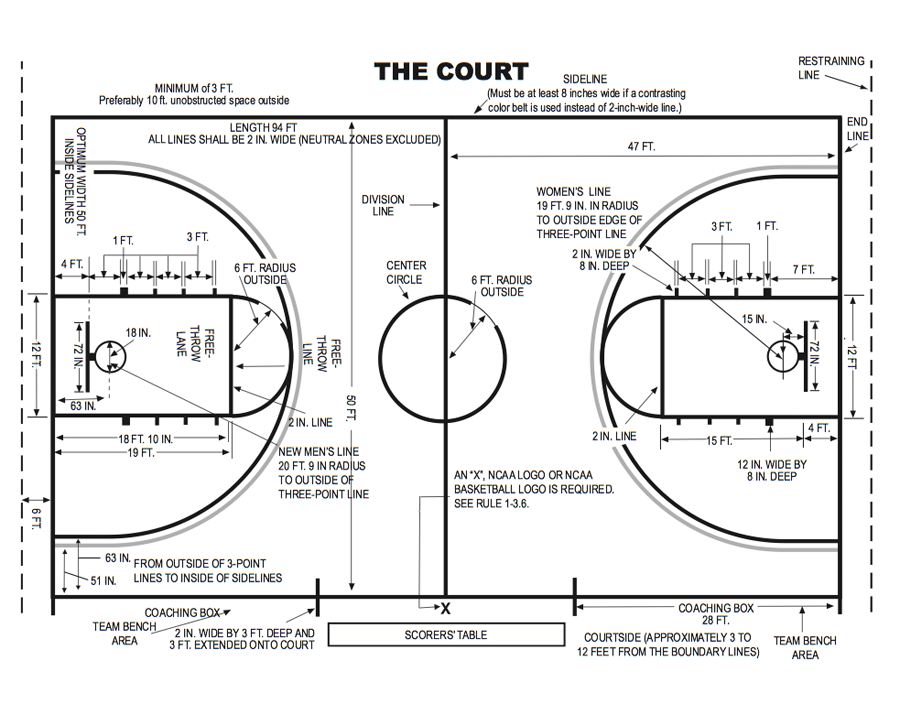 THE COURT
RESTRAINING
LINE
MINIMUM of 3 FT.
Preferably 10 ft. unobstructed space outside
SIDELINE
(Must be at least 8 inches wide if a contrasting
color belt is used instead of 2-inch-wide line.)
END
LINE
LENGTH 94 FT
ALL LINES SHALL BE 2 IN. WIDE (NEUTRAL ZONES EXCLUDED)
47 FT.
OPTIMUM WIDTH 50 FT.
INSIDE SIDELINES
DIVISION
LINE
WOMEN'S LINE
19 FT. 9 IN. IN RADIUS
TO OUTSIDE EDGE OF
THREE-POINT LINE
1 FT.
3 FT.
3 FT.
1 FT.
4 FT.
6 FT. RADIUS
OUTSIDE
CENTER
CIRCLE
6 FT. RADIUS
OUTSIDE
2 IN. WIDE BY
8 IN. DEEP
7 FT.
12 FT.
72 IN.
18 IN.
FREE-
THROW
LANE
FREE-
THROW
LINE
15 IN.
72 IN.
12 FT
63 IN.
50 FT.
2 IN. LINE
2 IN. LINE
18 FT. 10 IN.
19 FT.
15 FT.
4 FT.
NEW MEN'S LINE
20 FT. 9 IN RADIUS
TO OUTSIDE OF
THREE-POINT LINE
12 IN. WIDE BY
8 IN. DEEP
AN "X", NCAA LOGO OR NCAA
BASKETBALL LOGO IS REQUIRED.
SEE RULE 1-3.6.
6 FT.
63 IN.
51 IN.
FROM OUTSIDE OF 3-POINT
LINES TO INSIDE OF SIDELINES
COACHING BOX
TEAM BENCH
AREA
2 IN. WIDE BY 3 FT. DEEP AND
3 FT. EXTENDED ONTO COURT
X
SCORERS' TABLE
COACHING BOX
28 FT.
COURTSIDE (APPROXIMATELY 3 TO
12 FEET FROM THE BOUNDARY LINES)
TEAM BENCH
AREA